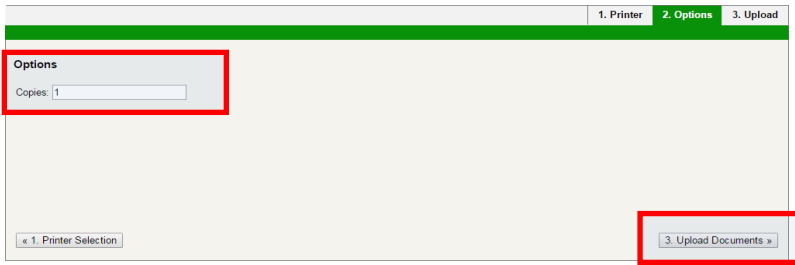 1. Printer 2. Options 3. Upload
Options
Copies: 1
« 1. Printer Selection 3. Upload Documents »